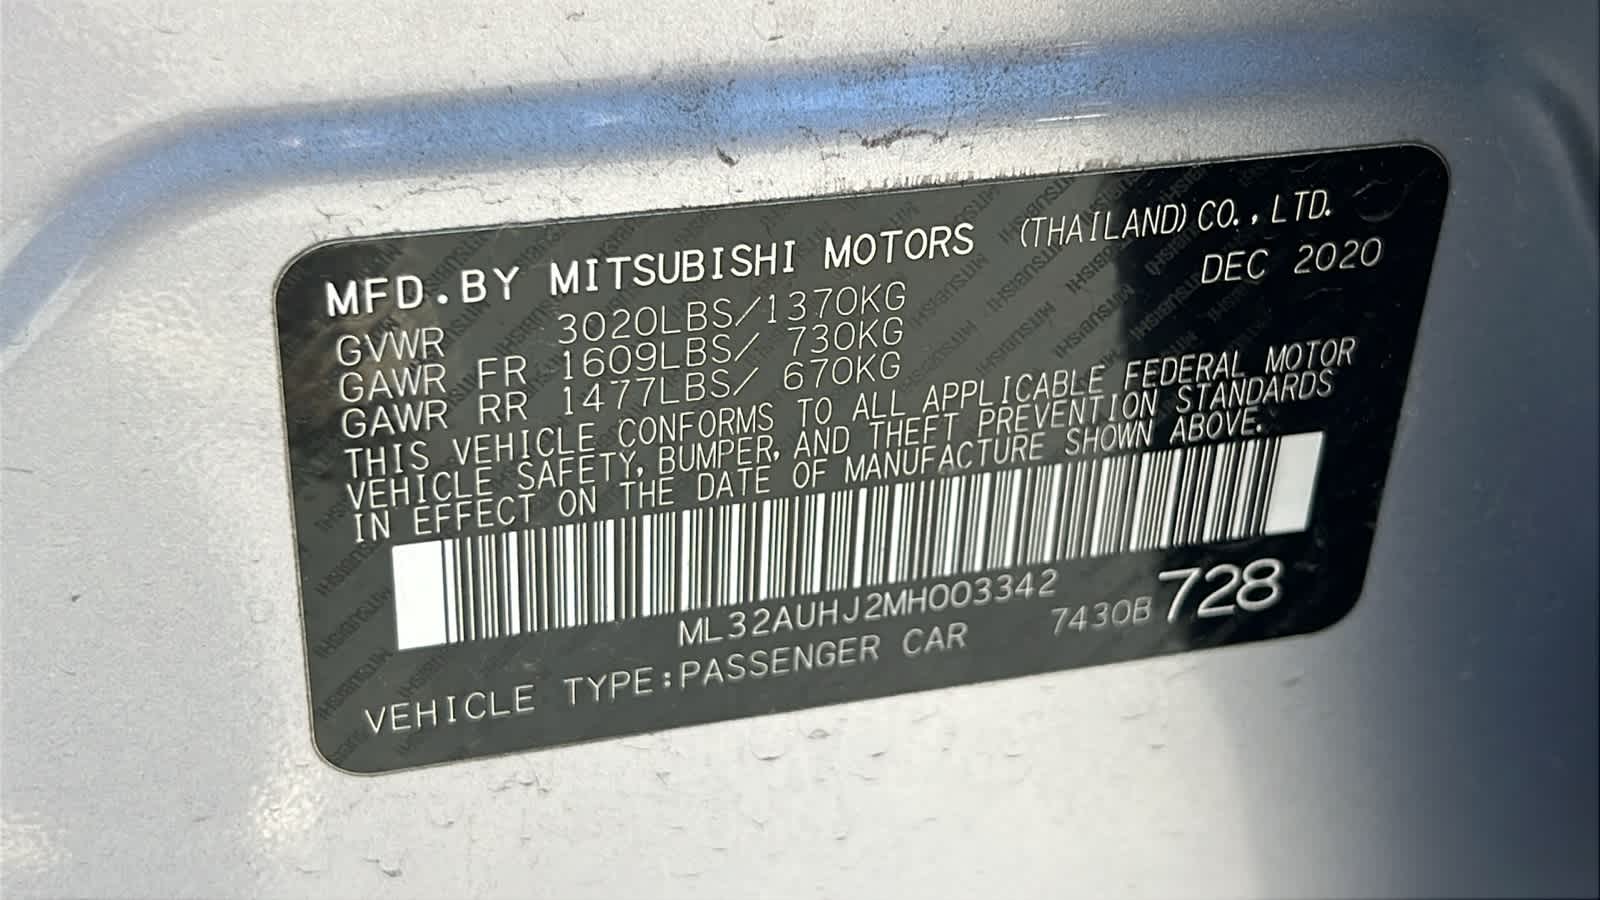 MFD.BY MITSUBISHI MOTORS (THAILAND) CO., LTD.
DEC 2020
GVWR 3020LBS/1370KG
GAWR FR 1609LBS/ 730KG
GAWR RR 1477LBS/ 670KG
THIS VEHICLE CONFORMS TO ALL APPLICABLE FEDERAL MOTOR
VEHICLE SAFETY, BUMPER, AND THEFT PREVENTION STANDARDS
IN EFFECT ON THE DATE OF MANUFACTURE SHOWN ABOVE.
ML32AUHJ2MH003342
VEHICLE TYPE:PASSENGER CAR 7430B 728